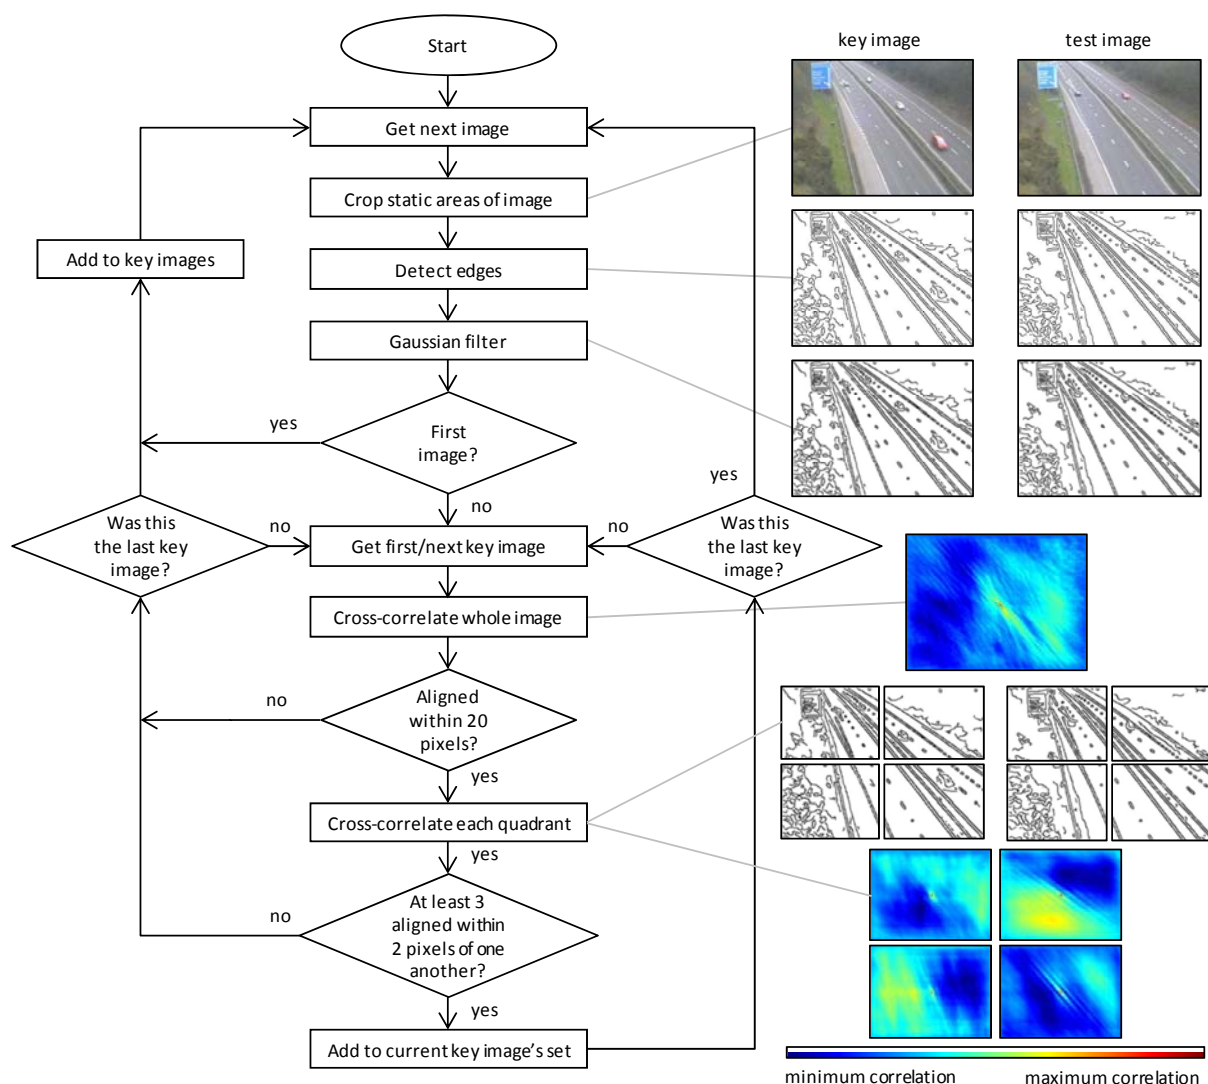 Start
key image
test image
Get next image
Crop static areas of image
Add to key images
Detect edges
Gaussian filter
yes
First
image?
yes
no
Was this
the last key
image?
no
Get first/next key image
no
Was this
the last key
image?
Cross-correlate whole image
no
Aligned
within 20
pixels?
yes
Cross-correlate each quadrant
yes
no
At least 3
aligned within
2 pixels of one
another?
yes
Add to current key image's set
minimum correlation
maximum correlation